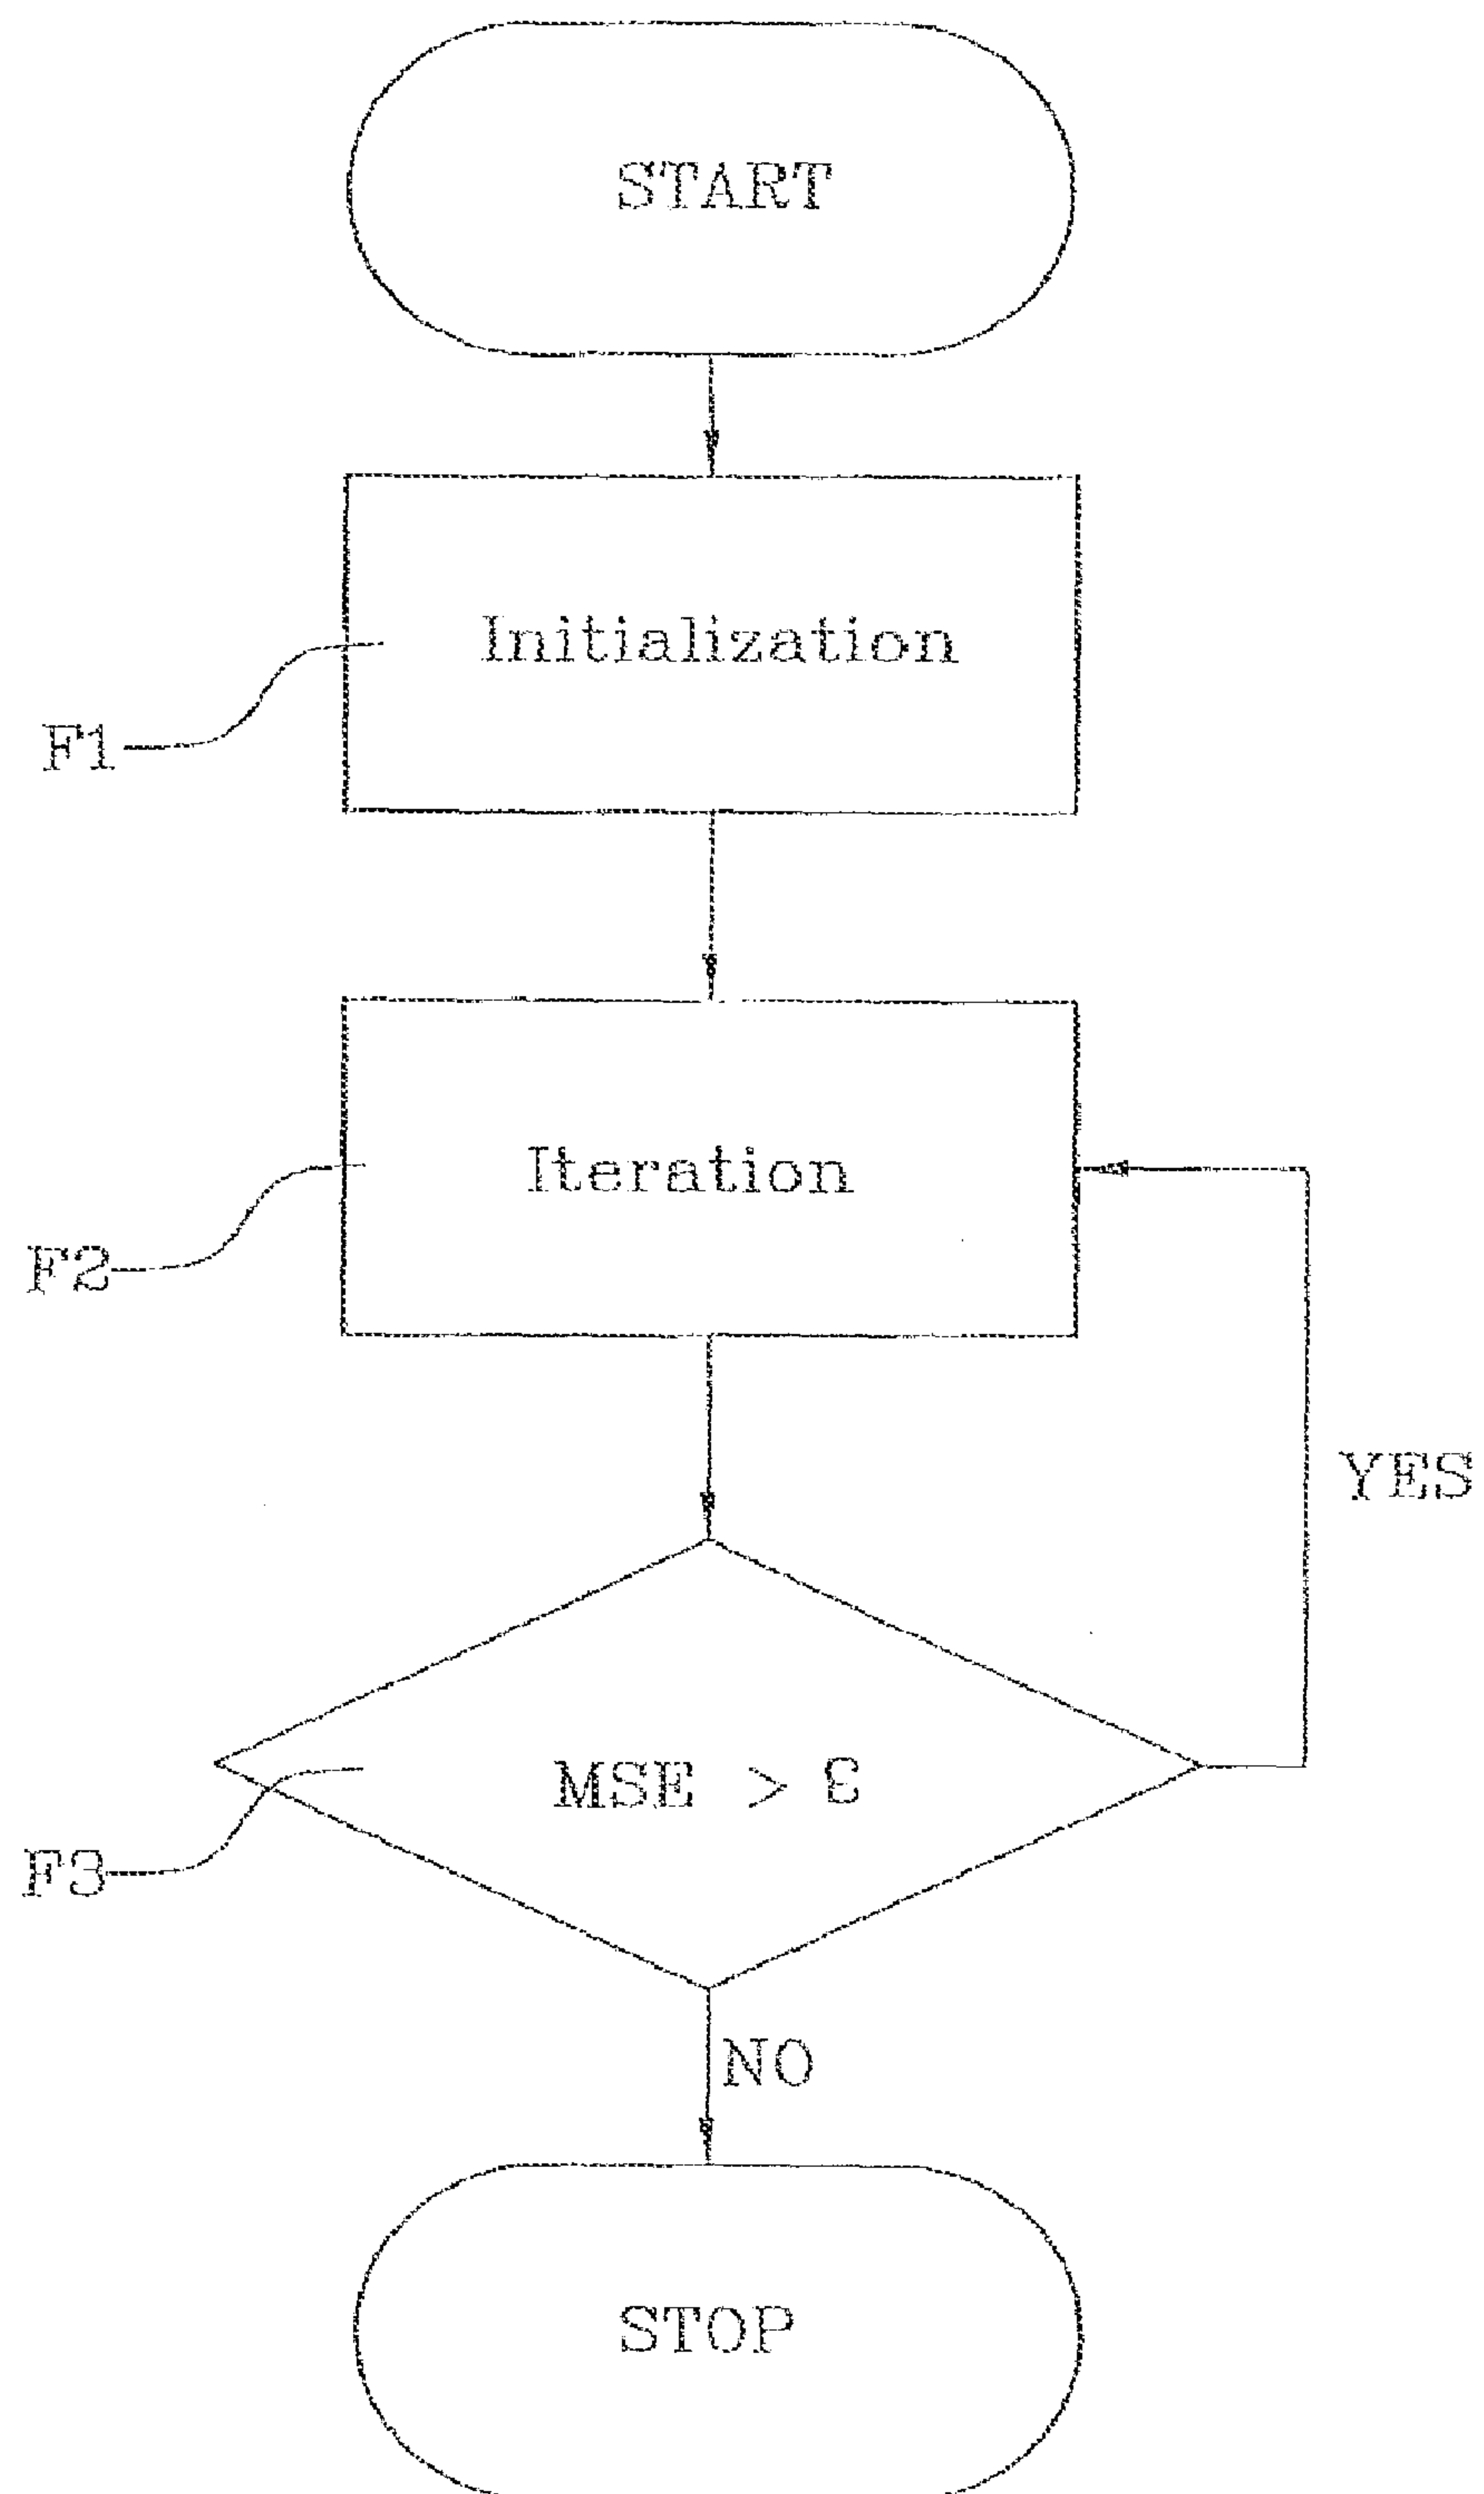 START
Initialization
F1
Iteration
F2
YES
MSE > ε
F3
NO
STOP